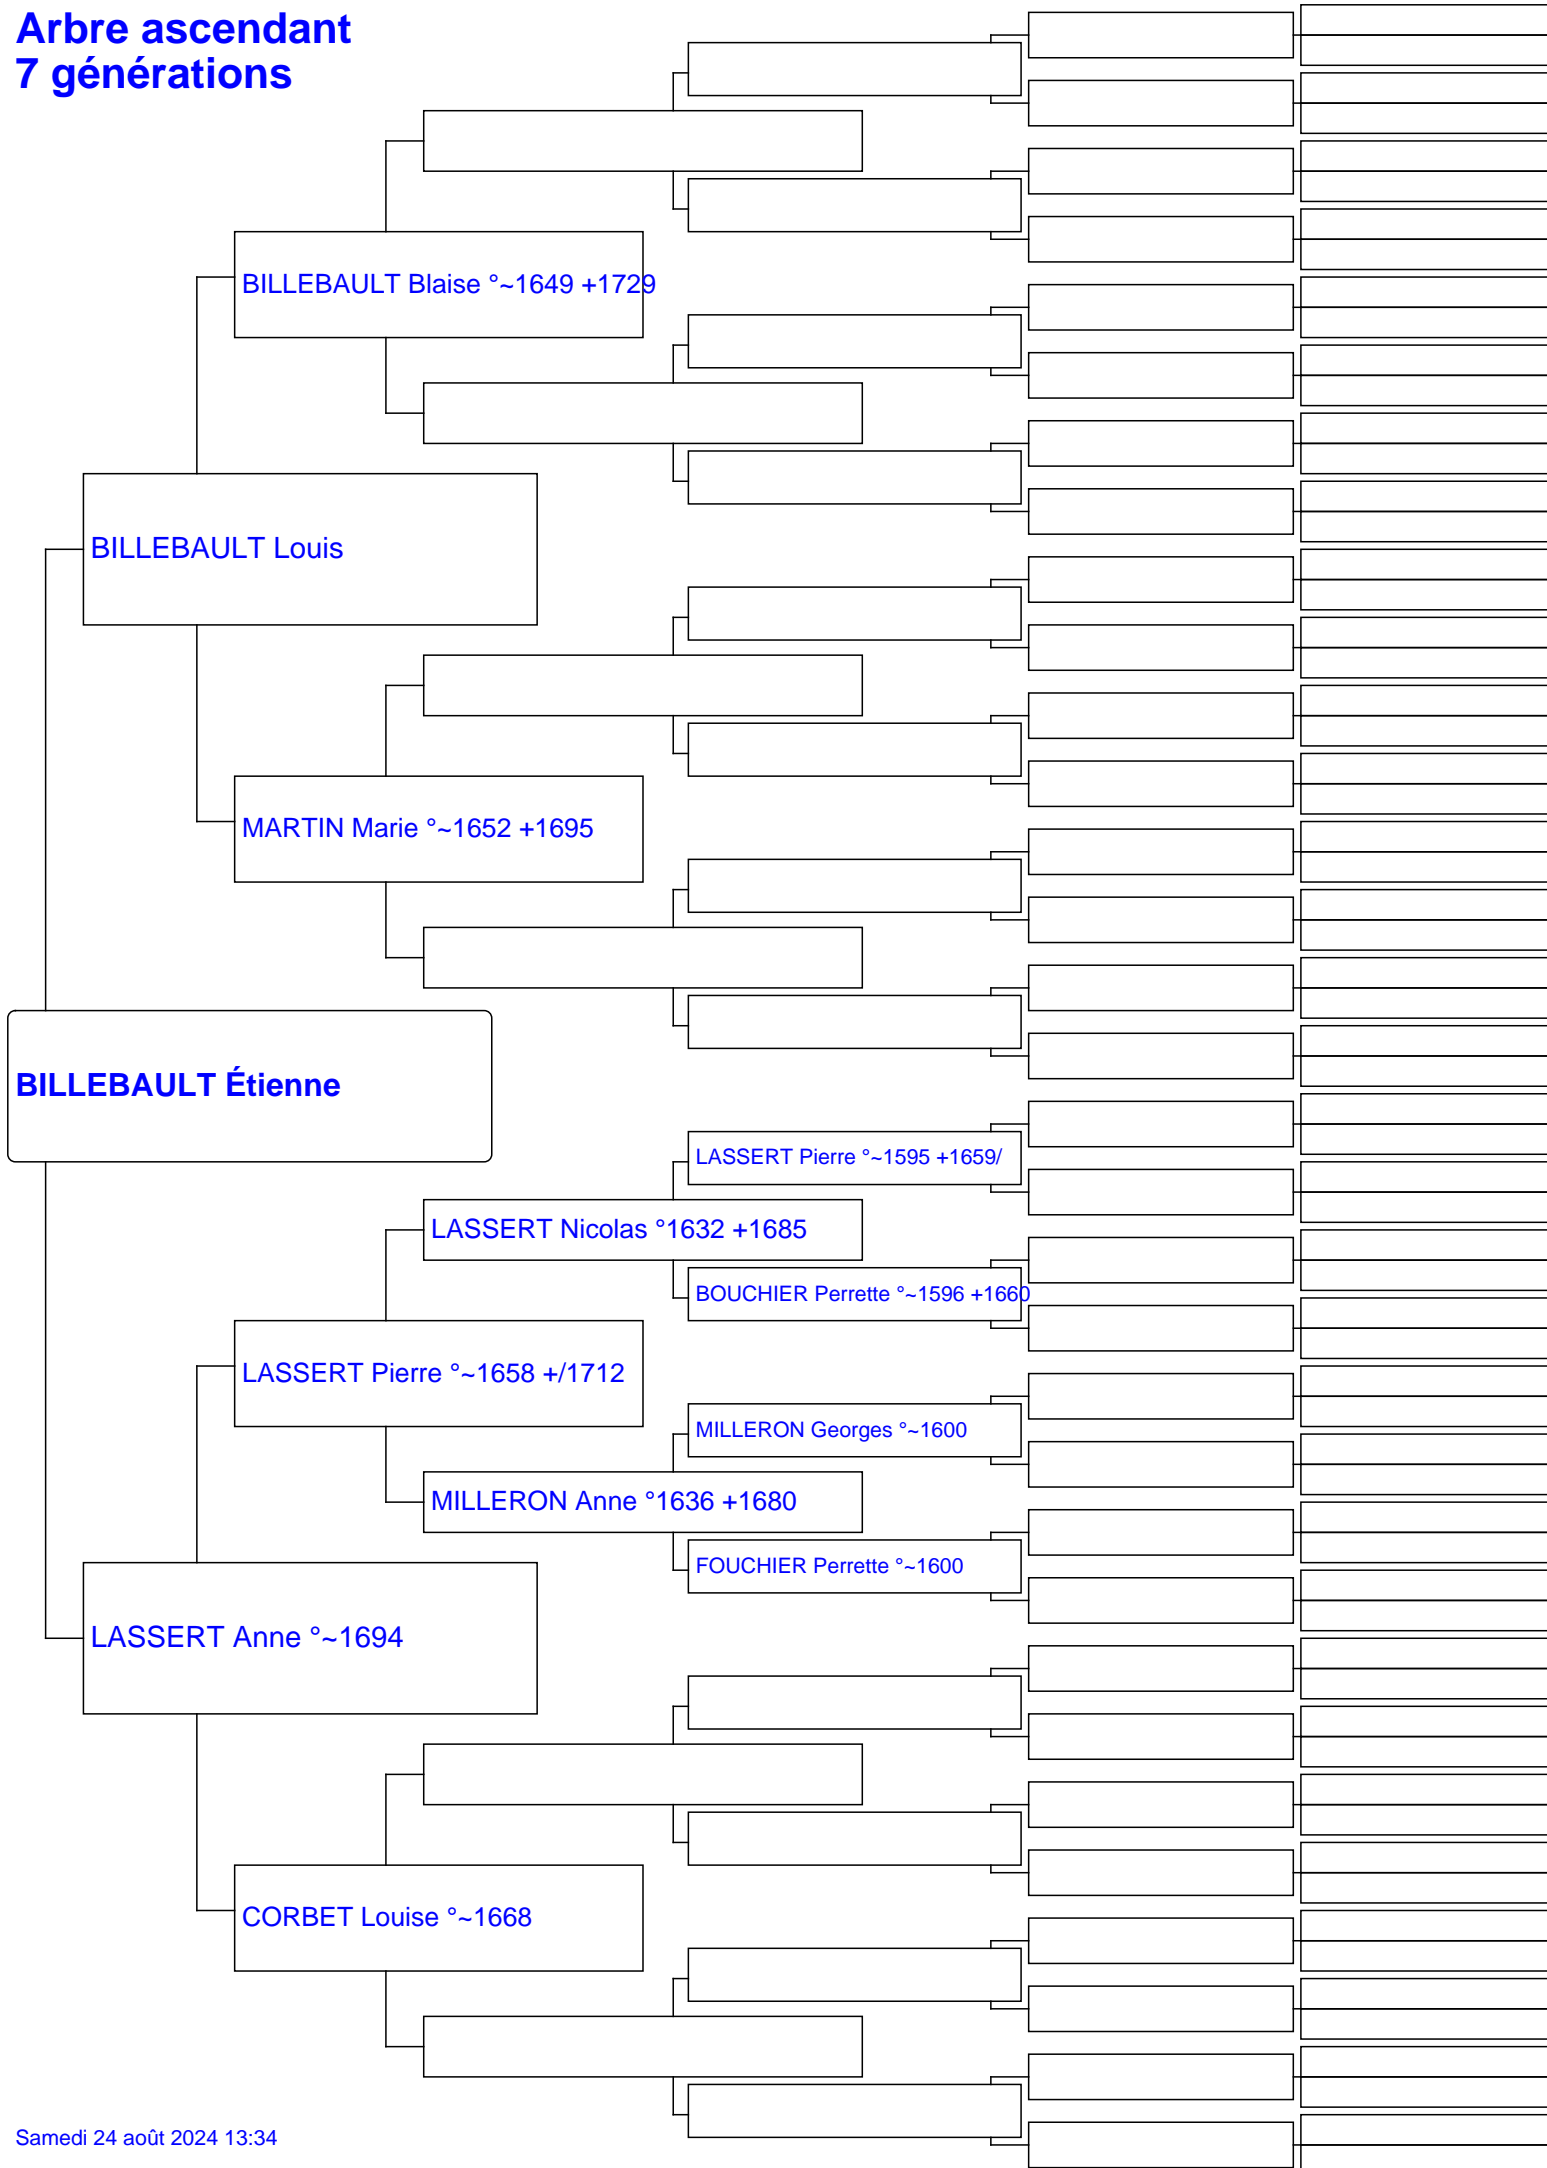 Arbre ascendant
7 générations
BILLEBAULT Blaise °~1649 +1729
BILLEBAULT Louis
MARTIN Marie °~1652 +1695
BILLEBAULT Étienne
LASSERT Pierre °~1595 +1659/
LASSERT Nicolas °1632 +1685
BOUCHIER Perrette °~1596 +1660
LASSERT Pierre °~1658 +/1712
MILLERON Georges °~1600
MILLERON Anne °1636 +1680
FOUCHIER Perrette °~1600
LASSERT Anne °~1694
CORBET Louise °~1668
Samedi 24 août 2024 13:34